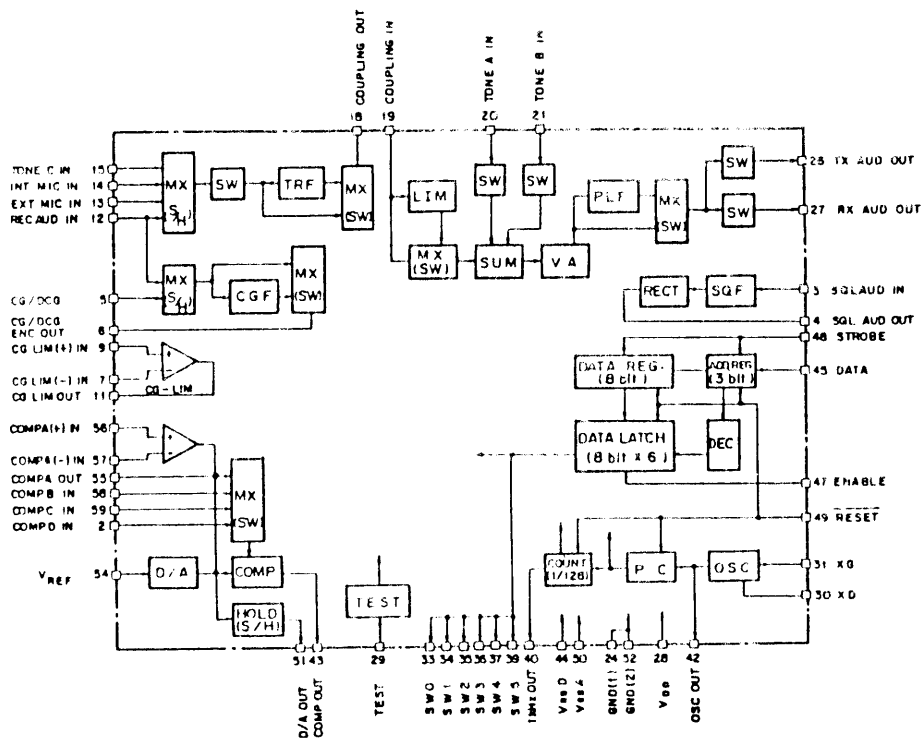 18 COUPLING OUT
19 COUPLING IN
20 TONE A IN
21 TONE B IN
TONE C IN 15
INT MIC IN 14
EXT MIC IN 13
REC AUD IN 12
MX
S/H)
SW
TRF
MX
(SW)
LIM
MX
(SW)
SW
SW
SUM
VA
PLF
MX
(SW)
SW
SW
TX AUD OUT
27 RX AUD OUT
CG/DCG 5
CG/DCG
ENC OUT 6
MX
(S/H)
CGF
MX
(SW)
RECT
SQF
3 SQL AUD IN
4 SQL AUD OUT
CG LIM(+) IN 9
CG LIM(-) IN 7
CG LIM OUT 11
+
-
CG-LIM
48 STROBE
45 DATA
DATA REG.
(8 bit)
ADD REG
(3 bit)
DATA LATCH
(8 bit x 6)
DEC
47 ENABLE
49 RESET
COMPA(+) IN 56
COMPA(-) IN 57
COMPA OUT 55
COMPB IN 58
COMPC IN 59
COMPD IN 2
+
-
MX
(SW)
VREF 54
D/A
COMP
HOLD
(S/H)
TEST
COUNT
(1/128)
OSC
31 XG
30 XD
51
43
29
33
34
35
36
37
39
40
44
50
24
52
28
42
D/A OUT
COMP OUT
TEST
SW0
SW1
SW2
SW3
SW4
SW5
1kHz OUT
VSS D
VSS A
GND(1)
GND(2)
VDD
OSC OUT